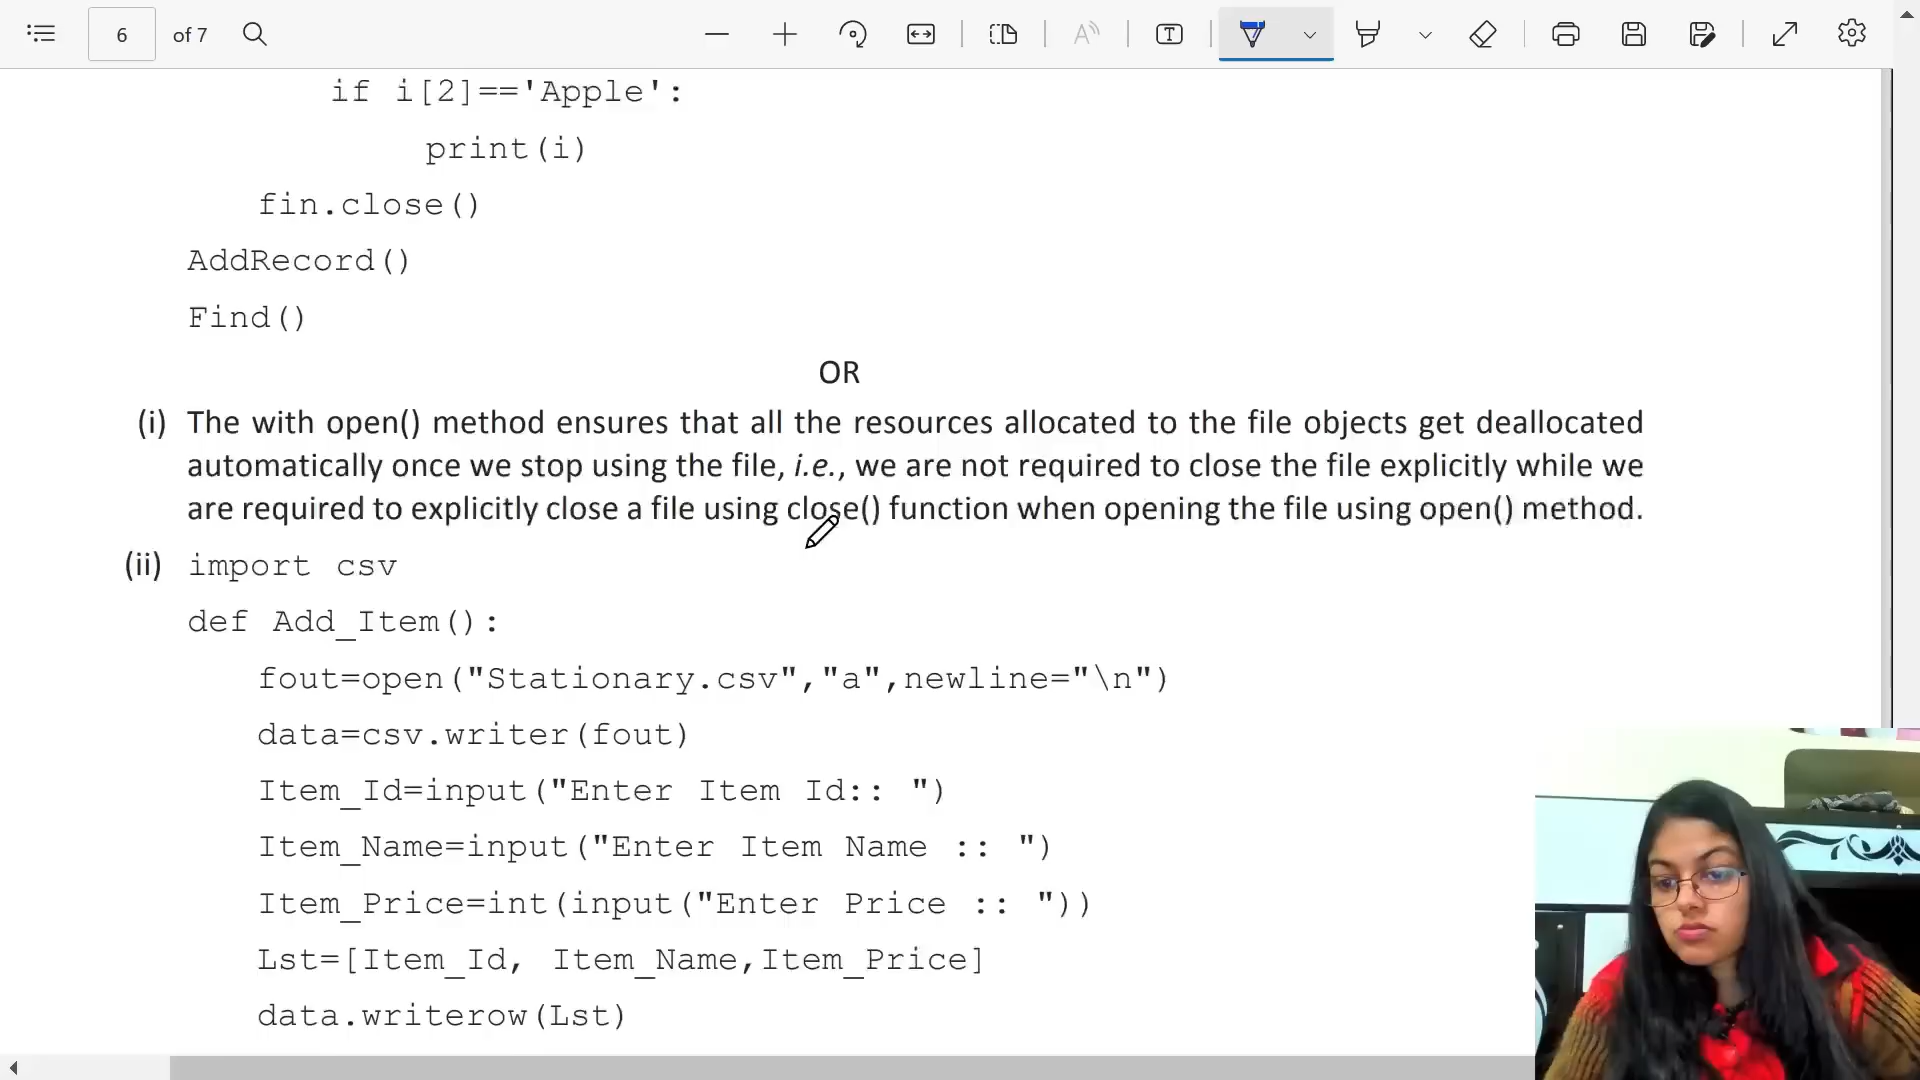 6 of 7
if i[2]=='Apple':
print(i)
fin.close()
AddRecord()
Find()
OR
(i) The with open() method ensures that all the resources allocated to the file objects get deallocated
automatically once we stop using the file, i.e., we are not required to close the file explicitly while we
are required to explicitly close a file using close() function when opening the file using open() method.
(ii) import csv
def Add_Item():
fout=open("Stationary.csv","a",newline="\n")
data=csv.writer(fout)
Item_Id=input("Enter Item Id:: ")
Item_Name=input("Enter Item Name :: ")
Item_Price=int(input("Enter Price :: "))
Lst=[Item_Id, Item_Name,Item_Price]
data.writerow(Lst)